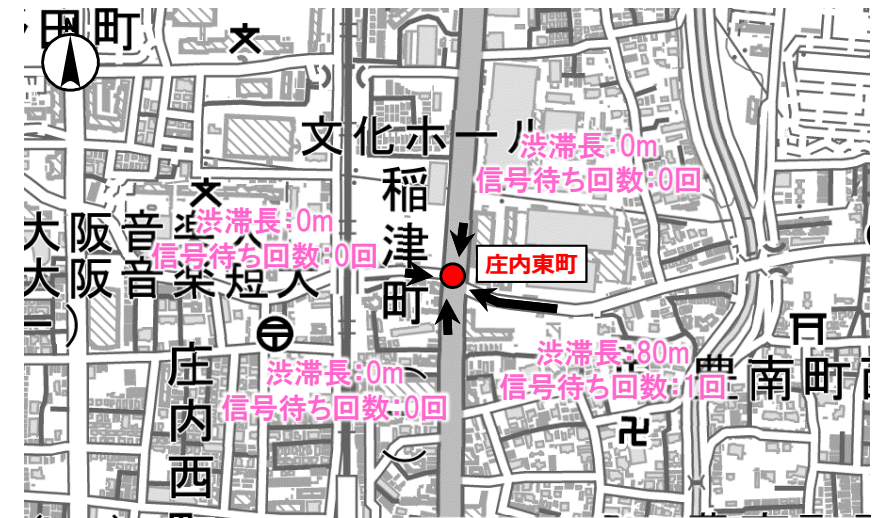 田町
N
文化ホール
渋滞長:0m
信号待ち回数:0回
稲津町
大阪音楽大
渋滞長:0m
信号待ち回数:0回
大阪音楽短大
庄内東町
渋滞長:0m
信号待ち回数:0回
渋滞長:80m
信号待ち回数:1回
豊南町西
庄内西